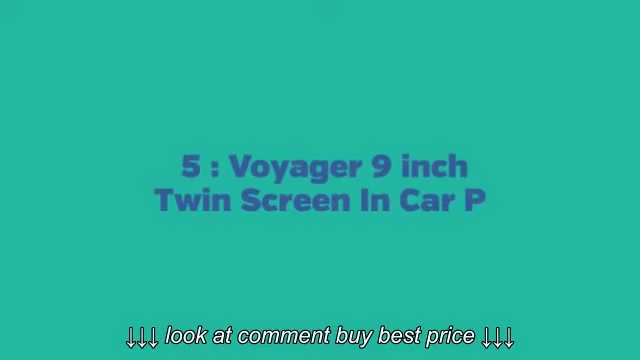 5 : Voyager 9 inch
Twin Screen In Car P
↓↓↓ look at comment buy best price ↓↓↓